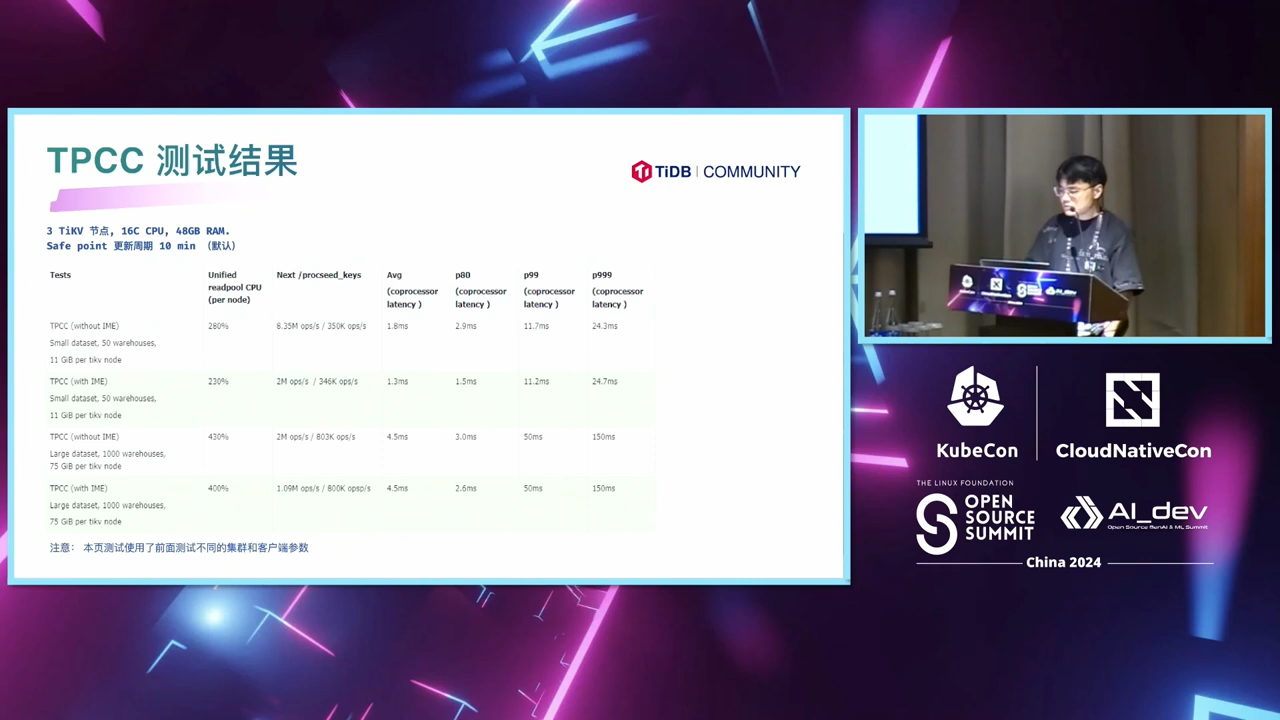 TPCC 测试结果
TiDB | COMMUNITY
3 TiKV 节点, 16C CPU, 48GB RAM.
Safe point 更新周期 10 min （默认）
Tests
Unified readpool CPU (per node)
Next /procseed_keys
Avg (coprocessor latency )
p80 (coprocessor latency )
p99 (coprocessor latency )
p999 (coprocessor latency )
TPCC (without IME)
Small dataset, 50 warehouses,
11 GiB per tikv node
280%
8.35M ops/s / 350K ops/s
1.8ms
2.9ms
11.7ms
24.3ms
TPCC (with IME)
Small dataset, 50 warehouses,
11 GiB per tikv node
230%
2M ops/s / 346K ops/s
1.3ms
1.5ms
11.2ms
24.7ms
TPCC (without IME)
Large dataset, 1000 warehouses,
75 GiB per tikv node
430%
2M ops/s / 803K ops/s
4.5ms
3.0ms
50ms
150ms
TPCC (with IME)
Large dataset, 1000 warehouses,
75 GiB per tikv node
400%
1.09M ops/s / 800K opsp/s
4.5ms
2.6ms
50ms
150ms
注意： 本页测试使用了前面测试不同的集群和客户端参数
KubeCon
CloudNativeCon
THE LINUX FOUNDATION
OPEN
SOURCE
SUMMIT
AI_dev
Open Source GenAI & ML Summit
China 2024